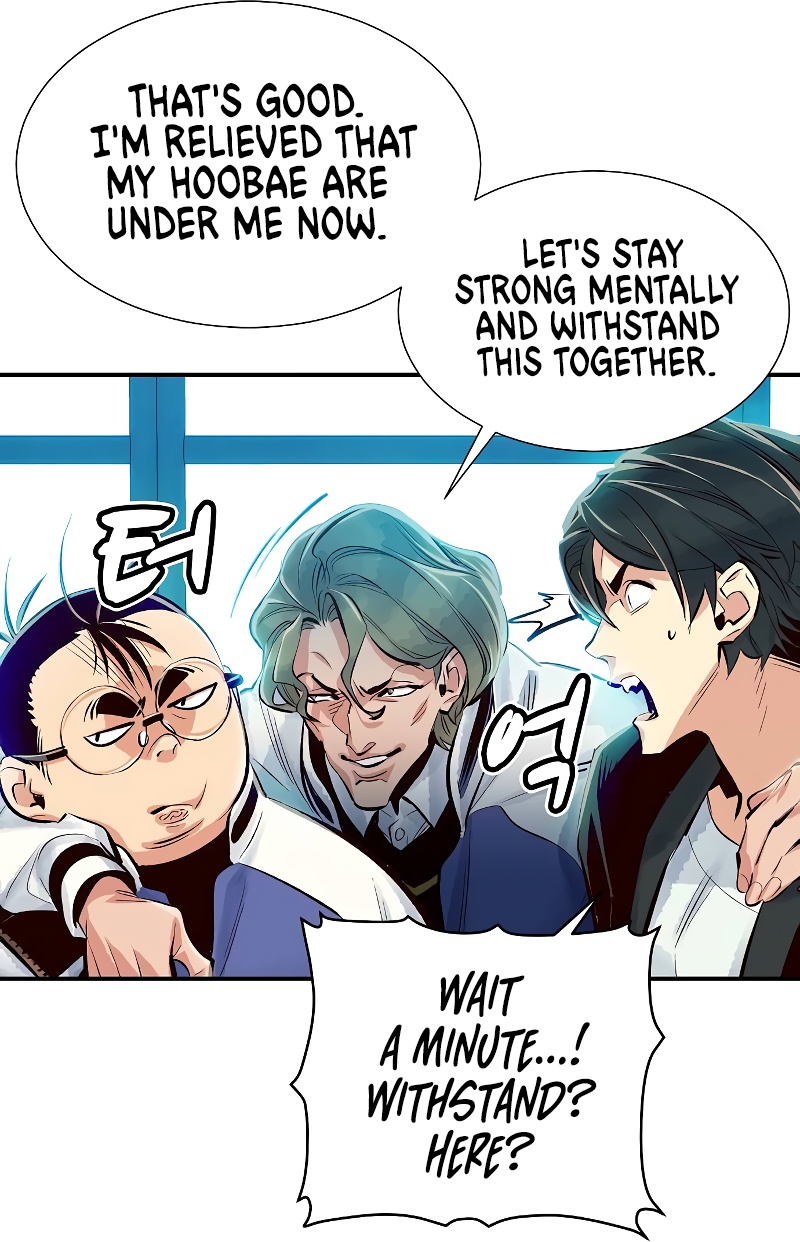 THAT'S GOOD.
I'M RELIEVED THAT
MY HOOBAE ARE
UNDER ME NOW.
LET'S STAY
STRONG MENTALLY
AND WITHSTAND
THIS TOGETHER.
터
억
WAIT
A MINUTE...!
WITHSTAND?
HERE?